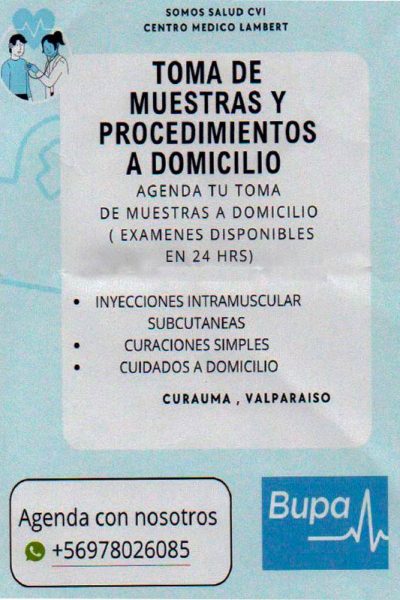 SOMOS SALUD CVI
CENTRO MEDICO LAMBERT
TOMA DE
MUESTRAS Y
PROCEDIMIENTOS
A DOMICILIO
AGENDA TU TOMA
DE MUESTRAS A DOMICILIO
( EXAMENES DISPONIBLES
EN 24 HRS)
• INYECCIONES INTRAMUSCULAR
SUBCUTANEAS
• CURACIONES SIMPLES
• CUIDADOS A DOMICILIO
CURAUMA , VALPARAISO
Agenda con nosotros
+56978026085
Bupa